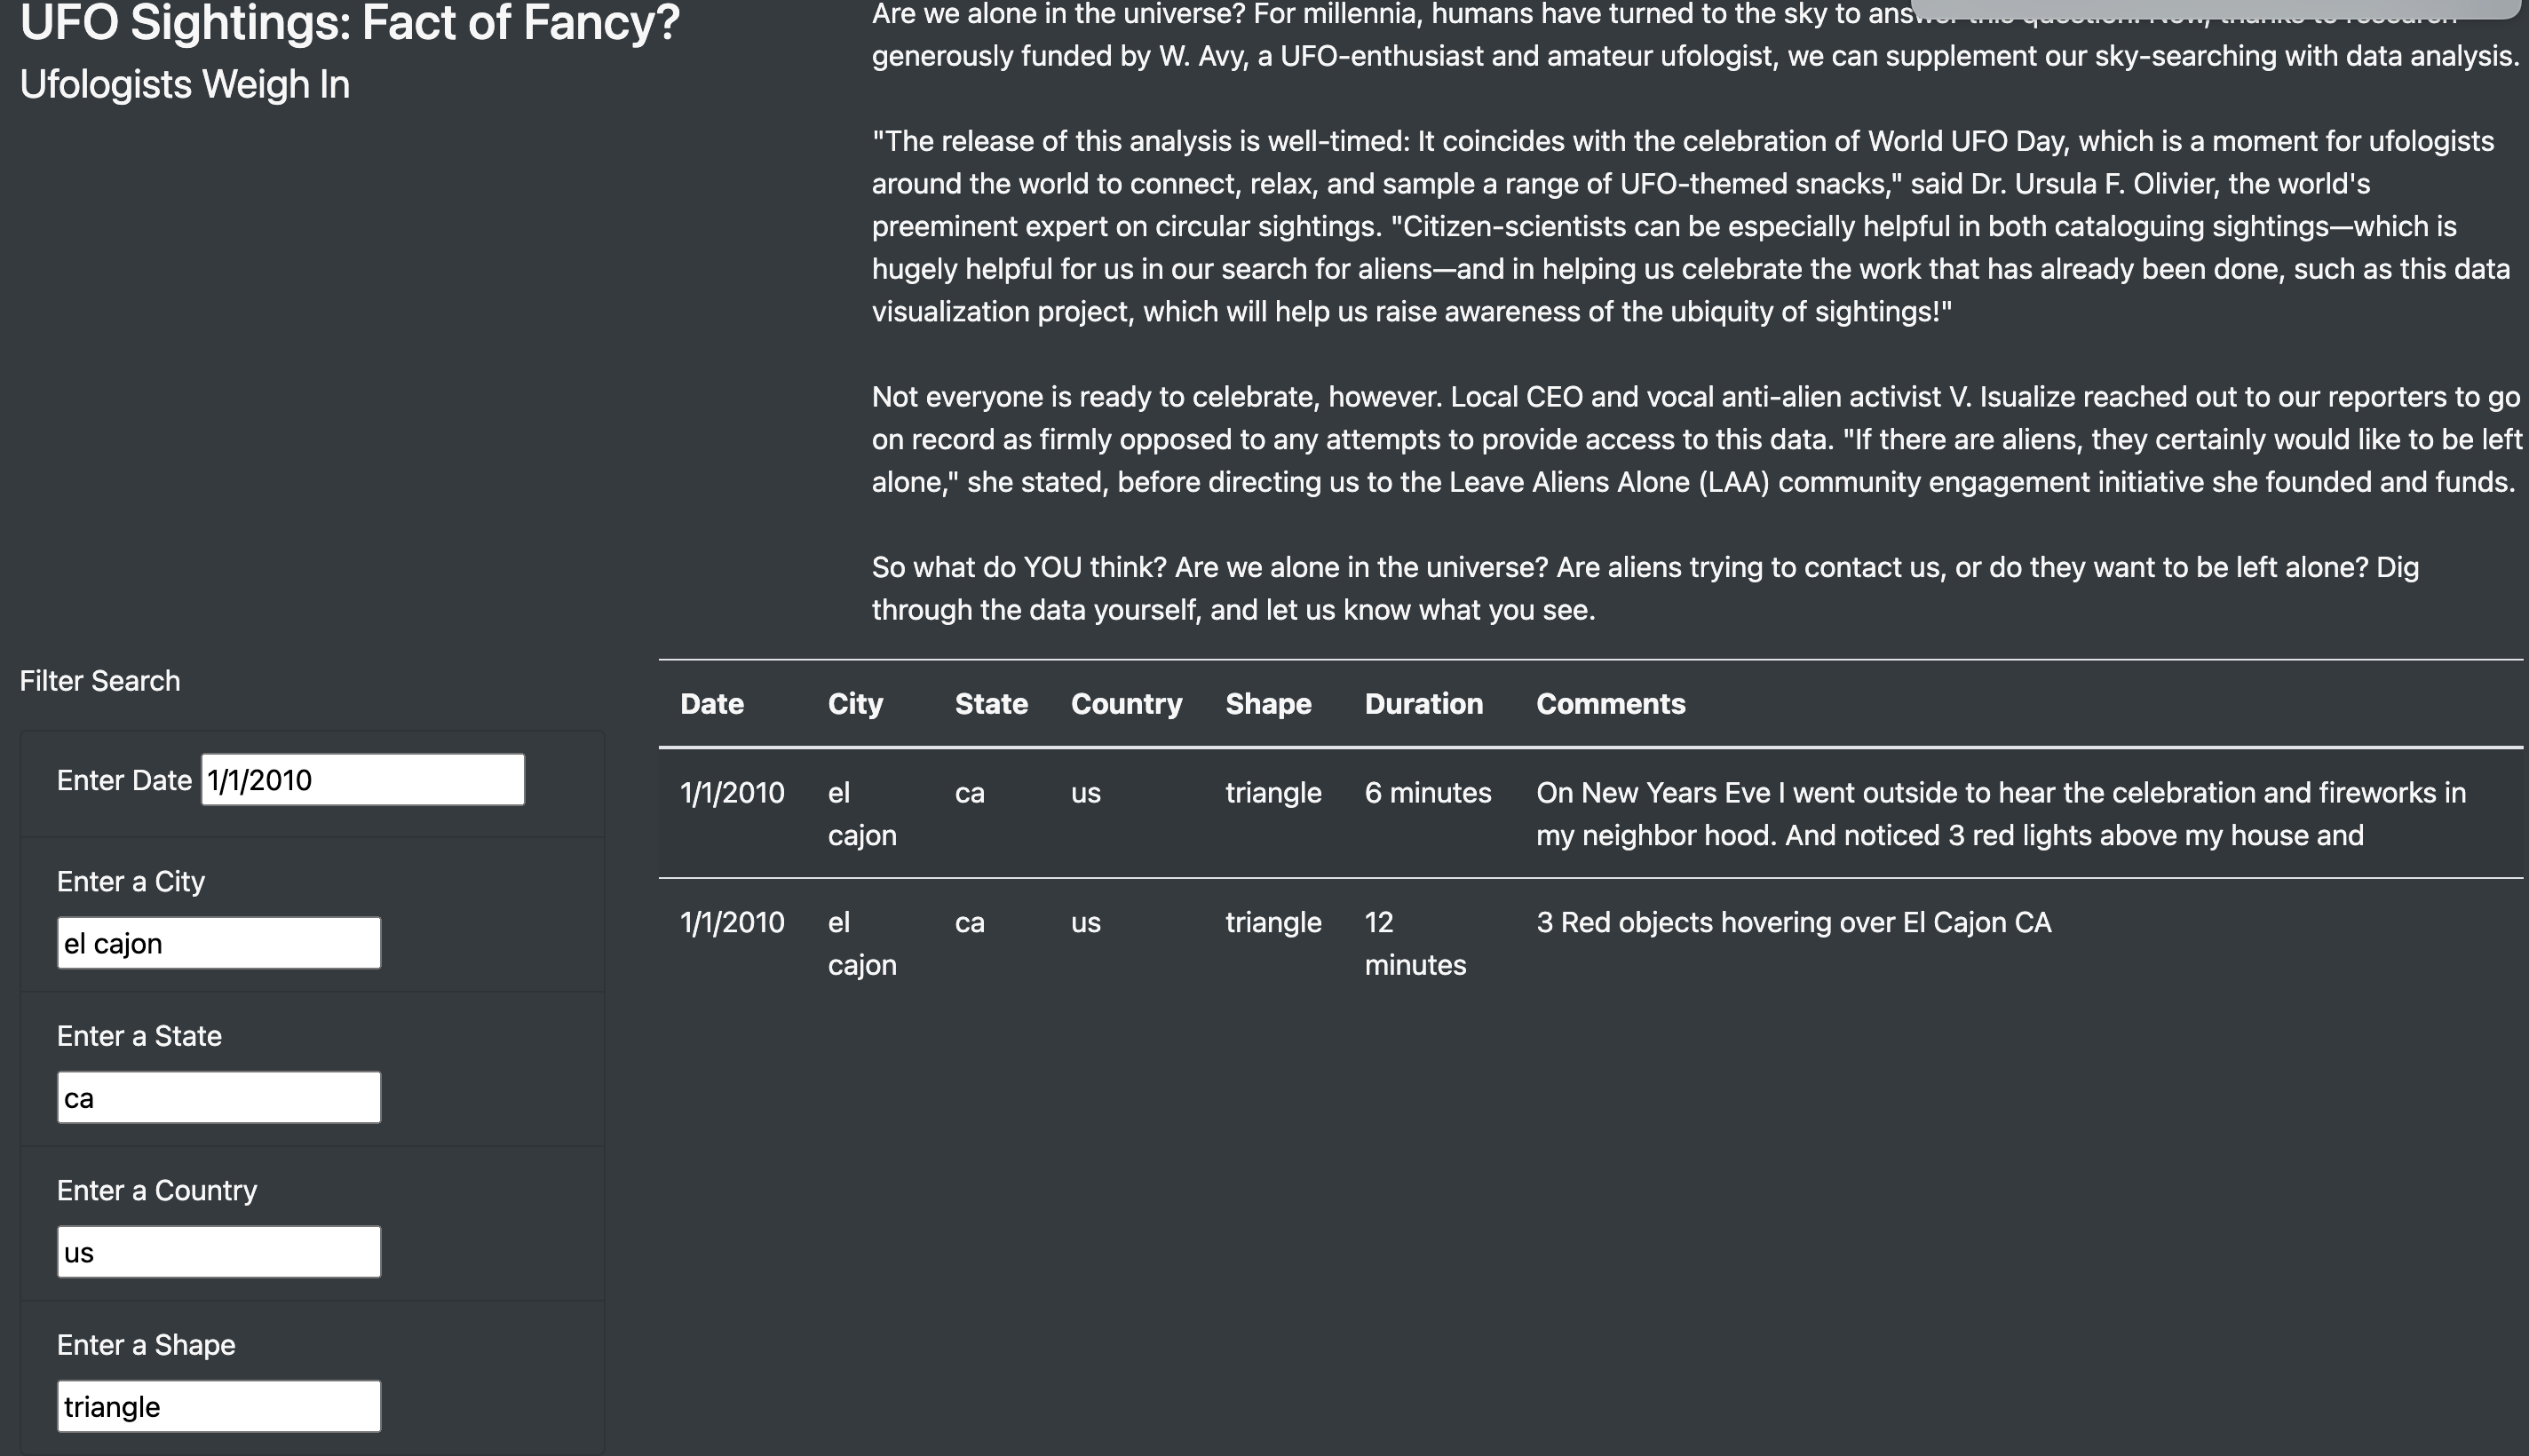 UFO Sightings: Fact of Fancy?
Ufologists Weigh In
Are we alone in the universe? For millennia, humans have turned to the sky to answer this question. Now, thanks to research
generously funded by W. Avy, a UFO-enthusiast and amateur ufologist, we can supplement our sky-searching with data analysis.
"The release of this analysis is well-timed: It coincides with the celebration of World UFO Day, which is a moment for ufologists
around the world to connect, relax, and sample a range of UFO-themed snacks," said Dr. Ursula F. Olivier, the world's
preeminent expert on circular sightings. "Citizen-scientists can be especially helpful in both cataloguing sightings—which is
hugely helpful for us in our search for aliens—and in helping us celebrate the work that has already been done, such as this data
visualization project, which will help us raise awareness of the ubiquity of sightings!"
Not everyone is ready to celebrate, however. Local CEO and vocal anti-alien activist V. Isualize reached out to our reporters to go
on record as firmly opposed to any attempts to provide access to this data. "If there are aliens, they certainly would like to be left
alone," she stated, before directing us to the Leave Aliens Alone (LAA) community engagement initiative she founded and funds.
So what do YOU think? Are we alone in the universe? Are aliens trying to contact us, or do they want to be left alone? Dig
through the data yourself, and let us know what you see.
Filter Search
Enter Date 1/1/2010
Enter a City
el cajon
Enter a State
ca
Enter a Country
us
Enter a Shape
triangle
Date City State Country Shape Duration Comments
1/1/2010 el ca us triangle 6 minutes On New Years Eve I went outside to hear the celebration and fireworks in
cajon my neighbor hood. And noticed 3 red lights above my house and
1/1/2010 el ca us triangle 12 3 Red objects hovering over El Cajon CA
cajon minutes